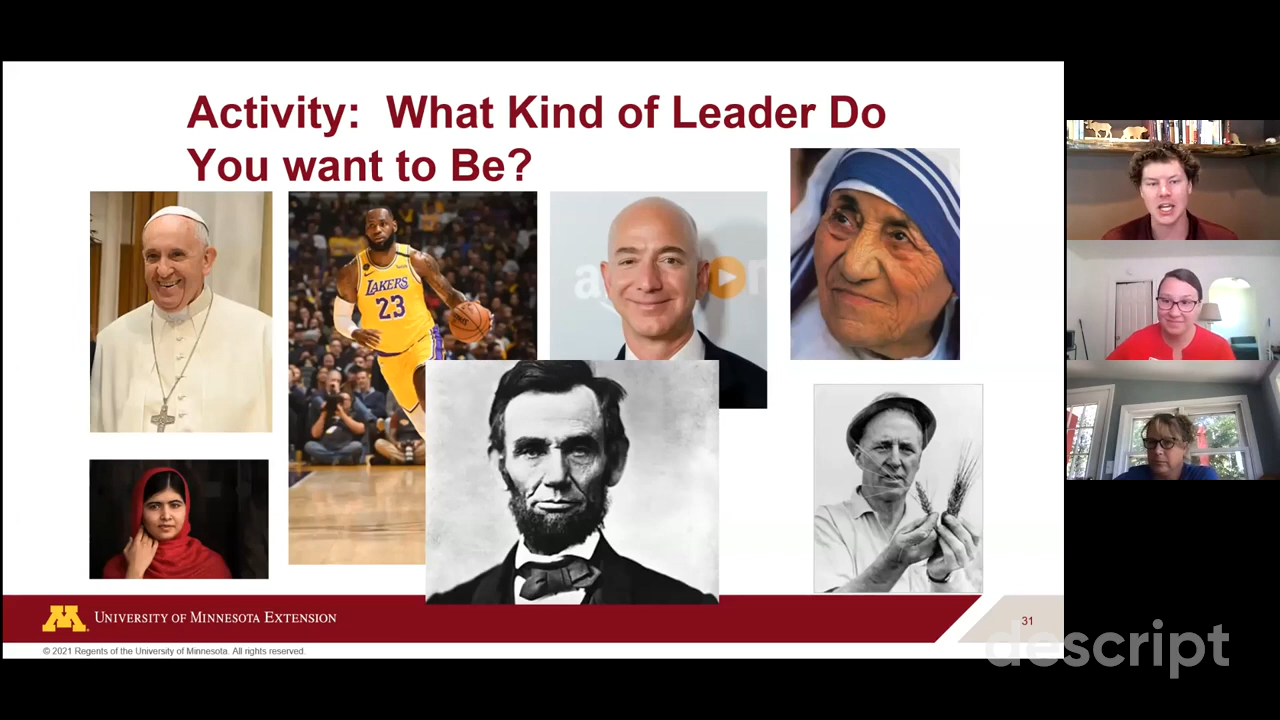 Activity: What Kind of Leader Do
You want to Be?
LAKERS
23
M
UNIVERSITY OF MINNESOTA EXTENSION
31
© 2021 Regents of the University of Minnesota. All rights reserved.
descript